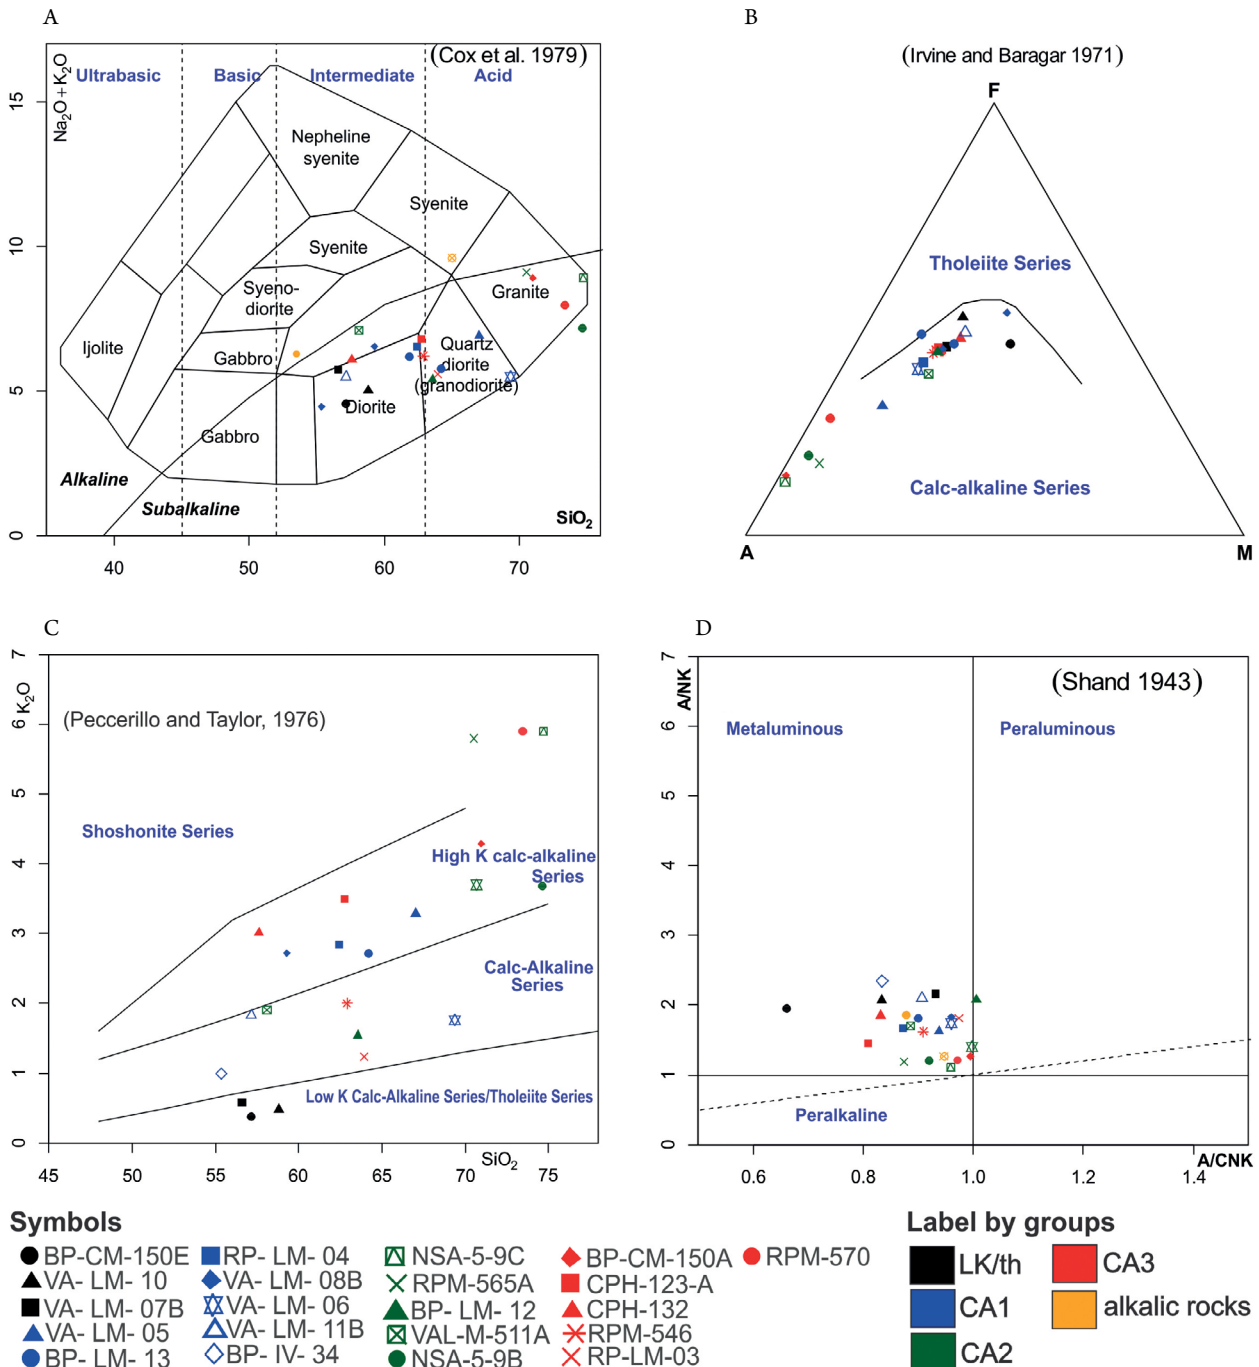 A
(Cox et al. 1979)
Ultrabasic
Basic
Intermediate
Acid
Na2O + K2O
15
10
5
0
Nepheline
syenite
Syenite
Syenite
Syeno-
diorite
Granite
Ijolite
Gabbro
Quartz
diorite
(granodiorite)
Diorite
Gabbro
Alkaline
Subalkaline
SiO2
40
50
60
70
B
(Irvine and Baragar 1971)
F
Tholeiite Series
Calc-alkaline Series
A
M
C
7
6
5
4
3
2
1
0
K2O
(Peccerillo and Taylor, 1976)
Shoshonite Series
High K calc-alkaline
Series
Calc-Alkaline
Series
Low K Calc-Alkaline Series/Tholeiite Series
45
50
55
60
65
70
75
SiO2
D
7
6
5
4
3
2
1
0
A/NK
(Shand 1943)
Metaluminous
Peraluminous
Peralkaline
0.6
0.8
1.0
1.2
1.4
A/CNK
Symbols
BP-CM-150E
VA- LM- 10
VA- LM- 07B
VA- LM- 05
BP- LM- 13
RP- LM- 04
VA- LM- 08B
VA- LM- 06
VA- LM- 11B
BP- IV- 34
NSA-5-9C
RPM-565A
BP- LM- 12
VAL-M-511A
NSA-5-9B
BP-CM-150A
CPH-123-A
CPH-132
RPM-546
RP-LM-03
RPM-570
Label by groups
LK/th
CA1
CA2
CA3
alkalic rocks